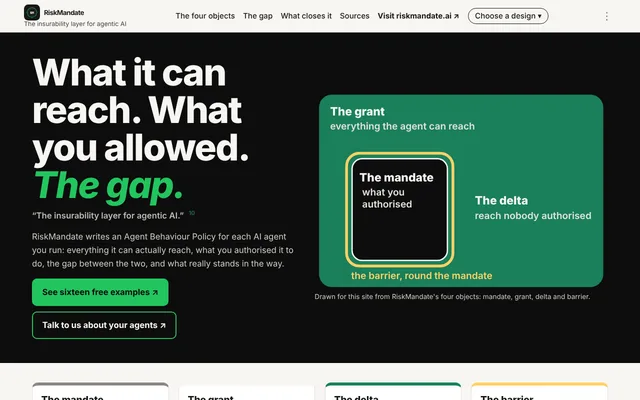 RiskMandate
The insurability layer for agentic AI
The four objects
The gap
What closes it
Sources
Visit riskmandate.ai ↗
Choose a design ▾
⋮
What it can
reach. What
you allowed.
The gap.
“The insurability layer for agentic AI.” 10
RiskMandate writes an Agent Behaviour Policy for each AI agent
you run: everything it can actually reach, what you authorised it to
do, the gap between the two, and what really stands in the way.
See sixteen free examples ↗
Talk to us about your agents ↗
The grant
everything the agent can reach
The mandate
what you
authorised
The delta
reach nobody authorised
the barrier, round the mandate
Drawn for this site from RiskMandate's four objects: mandate, grant, delta and barrier.
The mandate
The grant
The delta
The barrier